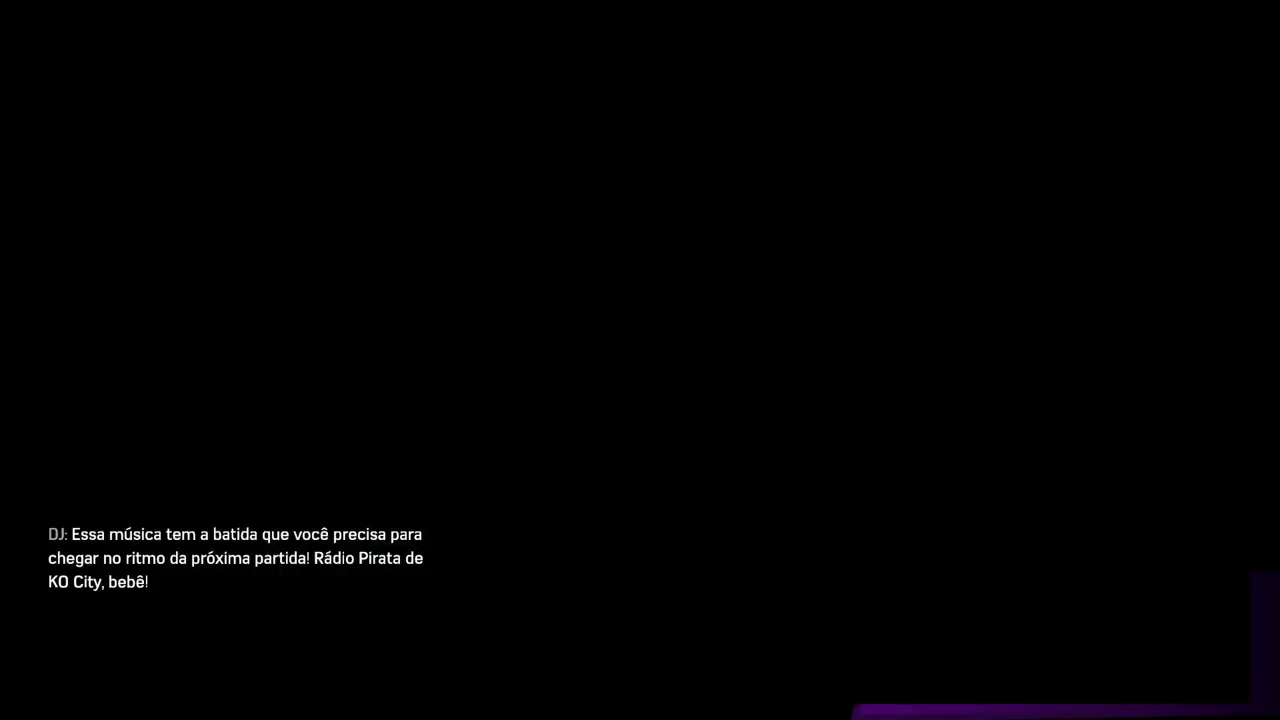 DJ: Essa música tem a batida que você precisa para
chegar no ritmo da próxima partida! Rádio Pirata de
KO City, bebê!